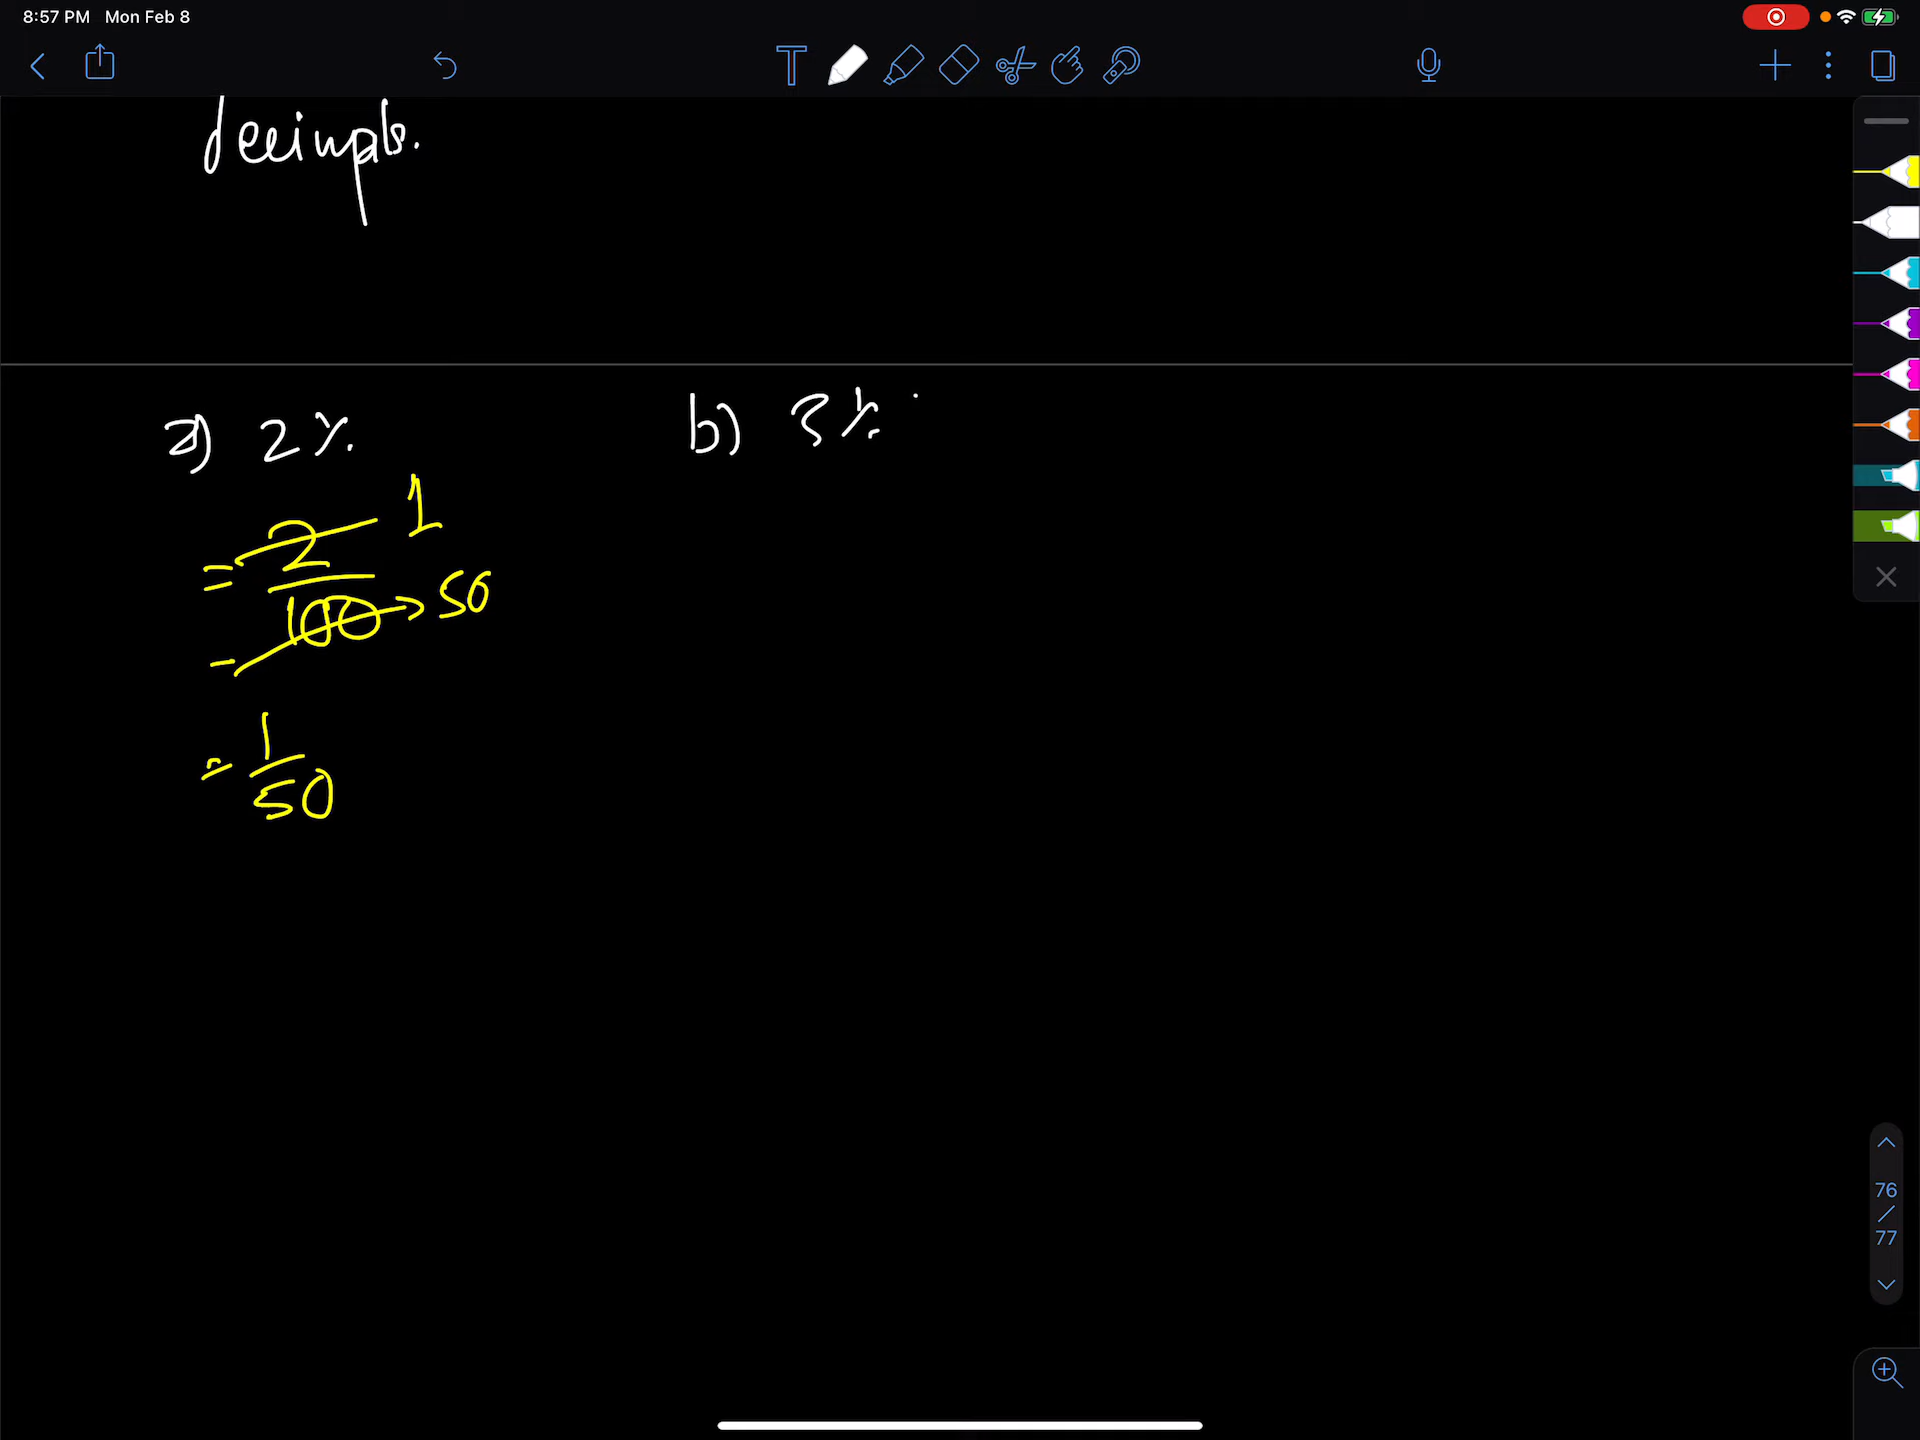 8:57 PM Mon Feb 8
T
decimals.
a) 2%
b) 3%
= 2/100 1
→ 50
= 1/50
76
/
77